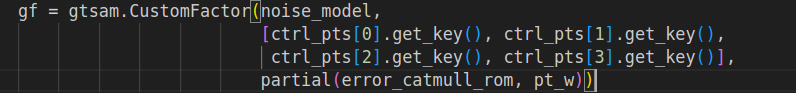 gf = gtsam.CustomFactor(noise_model,
[ctrl_pts[0].get_key(), ctrl_pts[1].get_key(),
ctrl_pts[2].get_key(), ctrl_pts[3].get_key()],
partial(error_catmull_rom, pt_w))